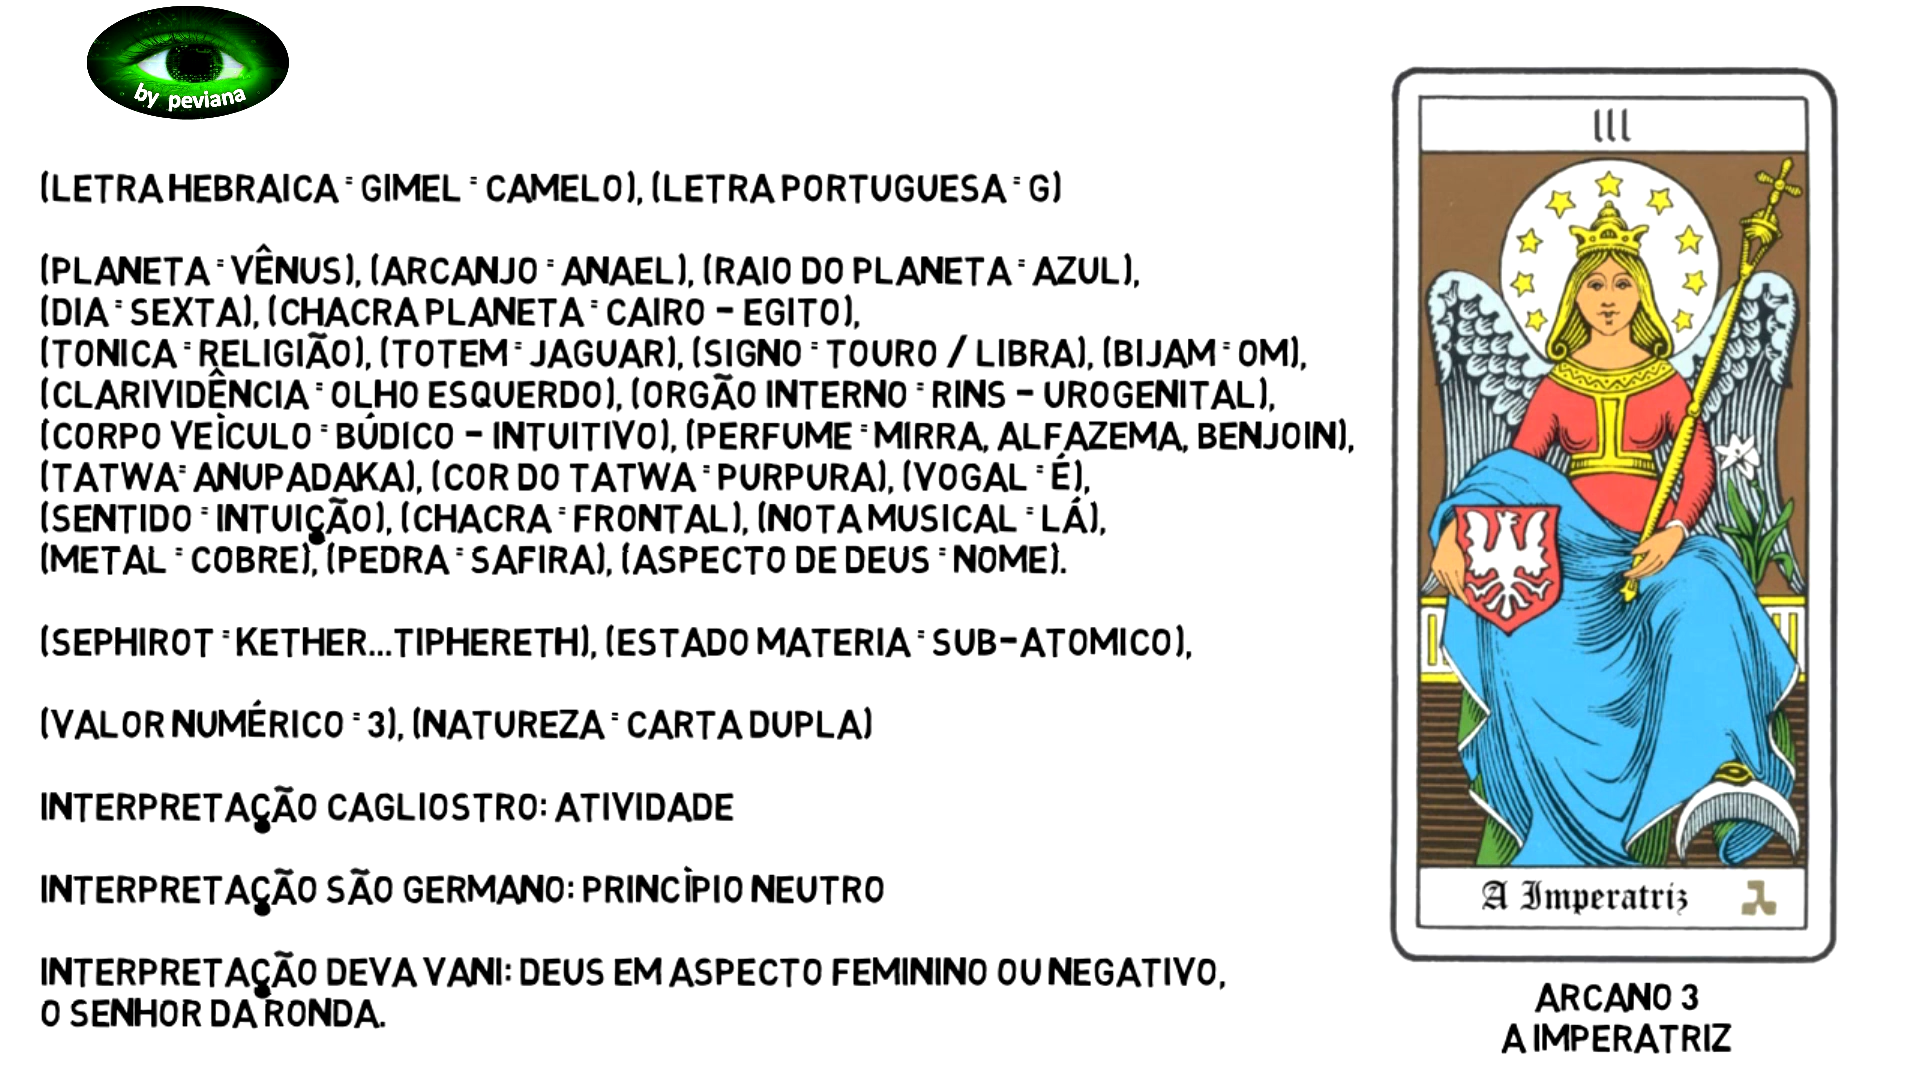 by peviana
(LETRA HEBRAICA = GIMEL = CAMELO), (LETRA PORTUGUESA = G)
(PLANETA = VÊNUS), (ARCANJO = ANAEL), (RAIO DO PLANETA = AZUL),
(DIA = SEXTA), (CHACRA PLANETA = CAIRO - EGITO),
(TONICA = RELIGIÃO), (TOTEM = JAGUAR), (SIGNO = TOURO / LIBRA), (BIJAM = OM),
(CLARIVIDÊNCIA = OLHO ESQUERDO), (ORGÃO INTERNO = RINS - UROGENITAL),
(CORPO VEÌCULO = BÚDICO - INTUITIVO), (PERFUME = MIRRA, ALFAZEMA, BENJOIN),
(TATWA = ANUPADAKA), (COR DO TATWA = PURPURA), (VOGAL = É),
(SENTIDO = INTUIÇÃO), (CHACRA = FRONTAL), (NOTA MUSICAL = LÁ),
(METAL = COBRE), (PEDRA = SAFIRA), (ASPECTO DE DEUS = NOME).
(SEPHIROT = KETHER...TIPHERETH), (ESTADO MATERIA = SUB-ATOMICO),
(VALOR NUMÉRICO = 3), (NATUREZA = CARTA DUPLA)
INTERPRETAÇÃO CAGLIOSTRO: ATIVIDADE
INTERPRETAÇÃO SÃO GERMANO: PRINCÌPIO NEUTRO
INTERPRETAÇÃO DEVA VANI: DEUS EM ASPECTO FEMININO OU NEGATIVO,
O SENHOR DA RONDA.
III
A Imperatriz ג
ARCANO 3
A IMPERATRIZ